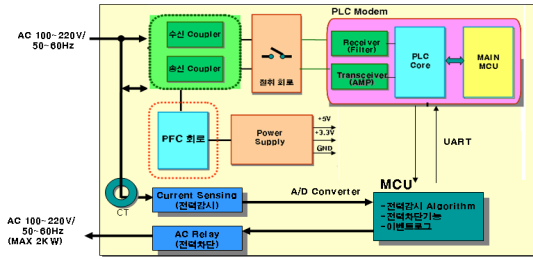 AC 100~220V/
50~60Hz
수신 Coupler
송신 Coupler
절취 회로
PLC Modem
Receiver
(Filter)
Transceiver
(AMP)
PLC
Core
MAIN
MCU
PFC 회로
Power
Supply
+5V
+3.3V
GND
UART
CT
Current Sensing
(전력감시)
A/D Converter
MCU
-전력감시 Algorithm
-전력차단기능
-이벤트로그
AC Relay
(전력차단)
AC 100~220V/
50~60Hz
(MAX 2KW)